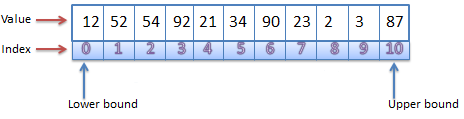 Value 12 52 54 92 21 34 90 23 2 3 87
Index 0 1 2 3 4 5 6 7 8 9 10
Lower bound Upper bound